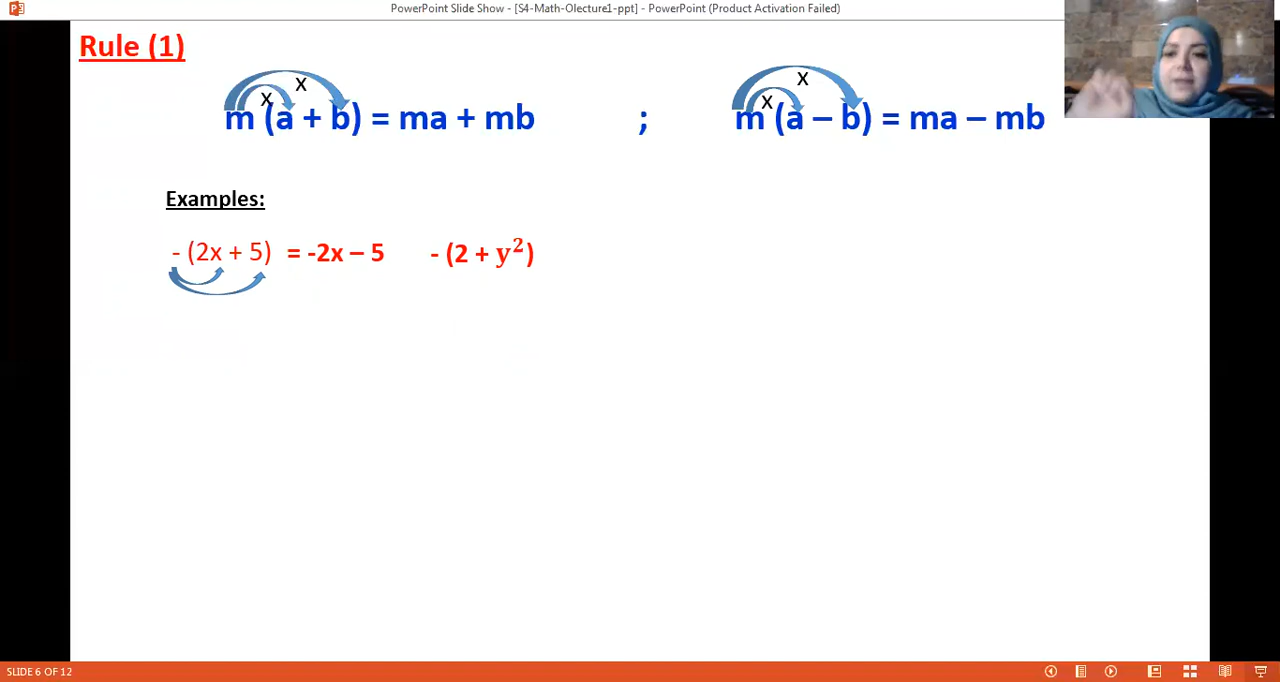 PowerPoint Slide Show - [S4-Math-Olecture1-ppt] - PowerPoint (Product Activation Failed)
Rule (1)
x x x x
m (a + b) = ma + mb ; m (a – b) = ma – mb
Examples:
- (2x + 5) = -2x – 5 - (2 + y²)
SLIDE 6 OF 12